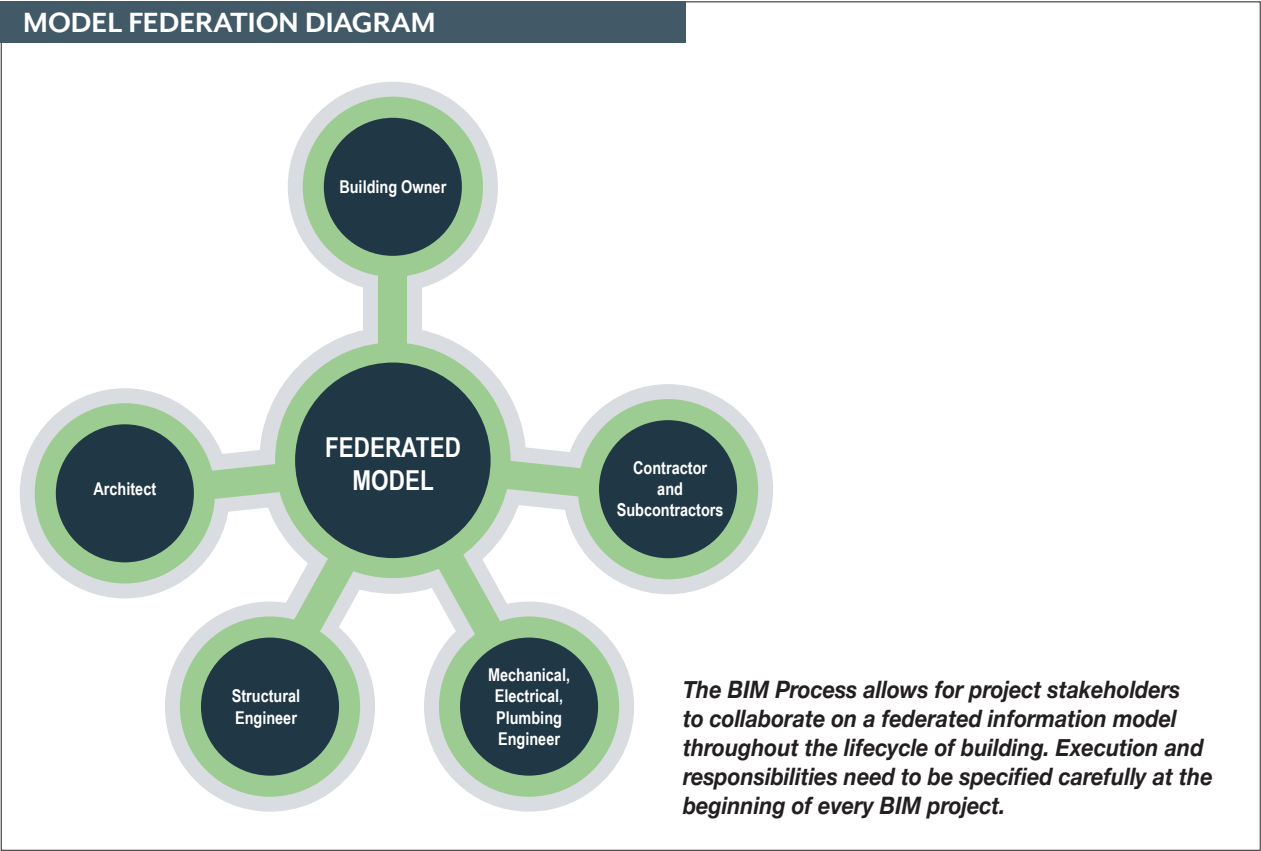 MODEL FEDERATION DIAGRAM
Building Owner
FEDERATED
MODEL
Architect
Contractor
and
Subcontractors
Structural
Engineer
Mechanical,
Electrical,
Plumbing
Engineer
The BIM Process allows for project stakeholders
to collaborate on a federated information model
throughout the lifecycle of building. Execution and
responsibilities need to be specified carefully at the
beginning of every BIM project.